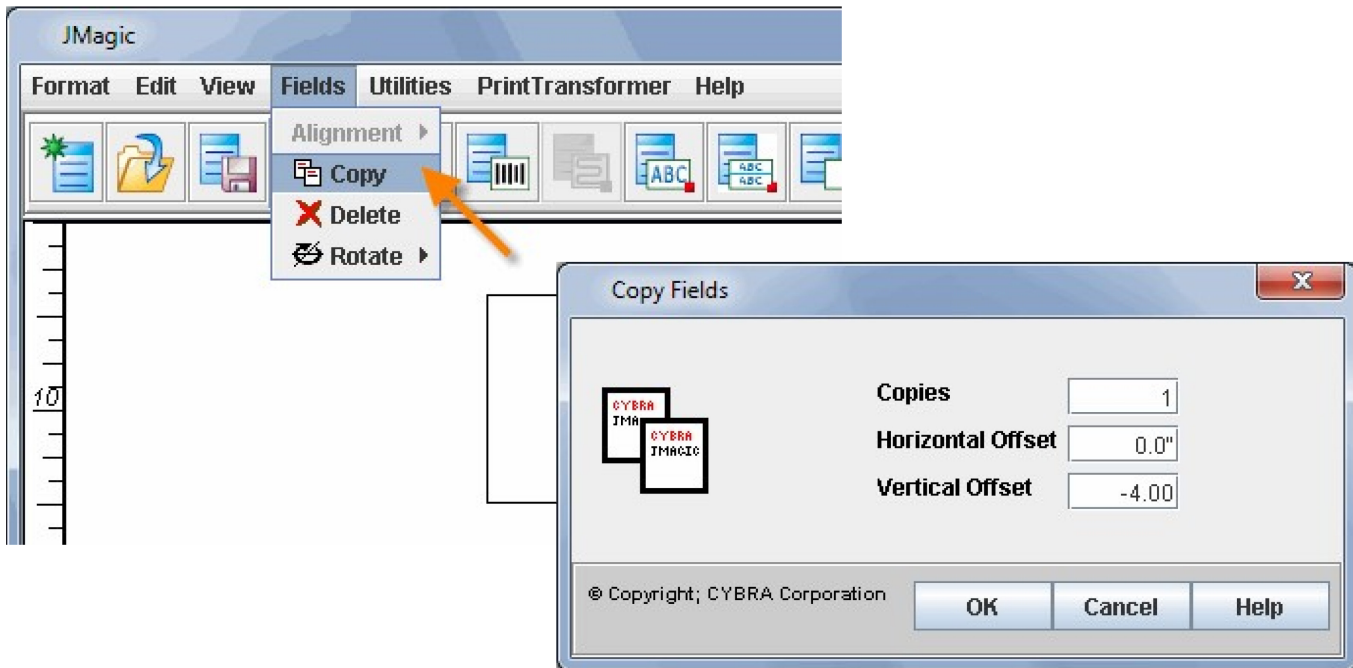 JMagic
Format Edit View Fields Utilities PrintTransformer Help
Alignment
Copy
Delete
Rotate
ABC
ABC
ABC
10
Copy Fields
X
CYBRA
JMA
CYBRA
JMAGIC
Copies 1
Horizontal Offset 0.0"
Vertical Offset -4.00
© Copyright; CYBRA Corporation OK Cancel Help